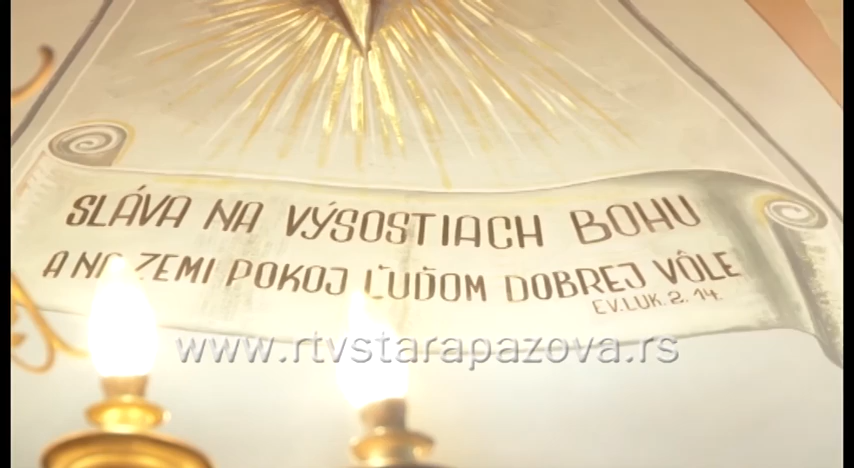 SLÁVA NA VÝSOSTIACH BOHU
A NA ZEMI POKOJ ĽUĎOM DOBREJ VÔLE
EV.LUK. 2. 14.
www.rtvstarapazova.rs